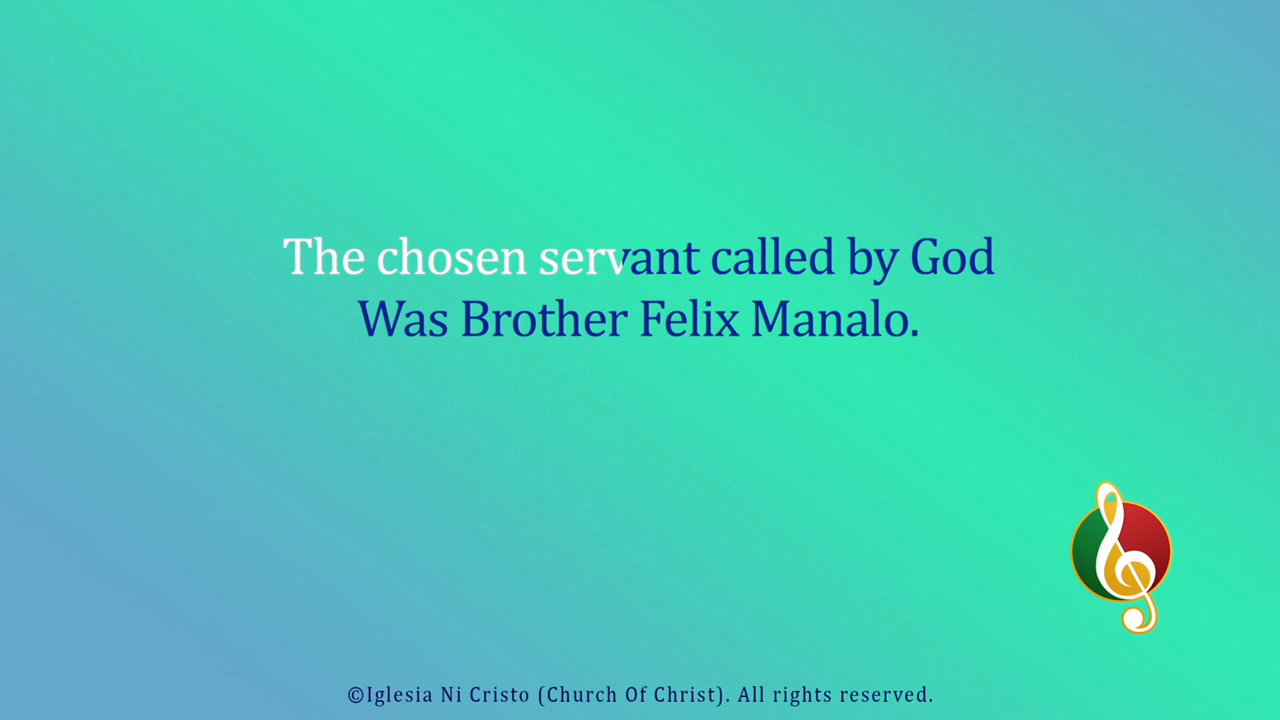 The chosen servant called by God
Was Brother Felix Manalo.
©Iglesia Ni Cristo (Church Of Christ). All rights reserved.